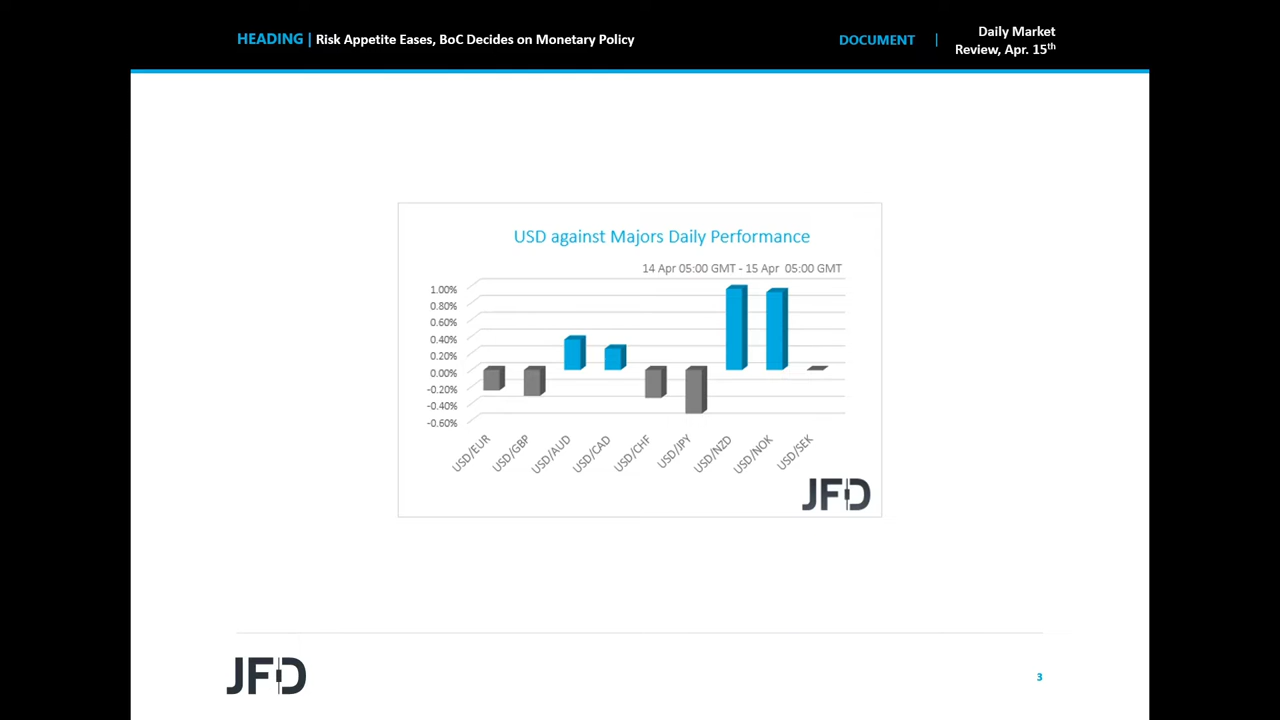 HEADING | Risk Appetite Eases, BoC Decides on Monetary Policy
DOCUMENT |
Daily Market
Review, Apr. 15th
USD against Majors Daily Performance
14 Apr 05:00 GMT - 15 Apr 05:00 GMT
1.00%
0.80%
0.60%
0.40%
0.20%
0.00%
-0.20%
-0.40%
-0.60%
USD/EUR
USD/GBP
USD/AUD
USD/CAD
USD/CHF
USD/JPY
USD/NZD
USD/NOK
USD/SEK
JFD
JFD
3